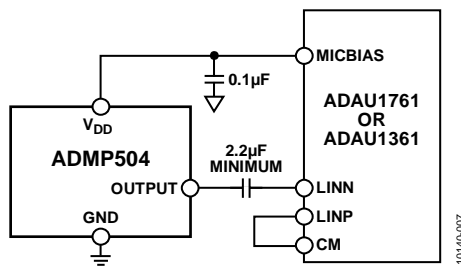 MICBIAS
0.1µF
ADAU1761
OR
ADAU1361
VDD
ADMP504
2.2µF
MINIMUM
OUTPUT
LINN
LINP
GND
CM
10140-007